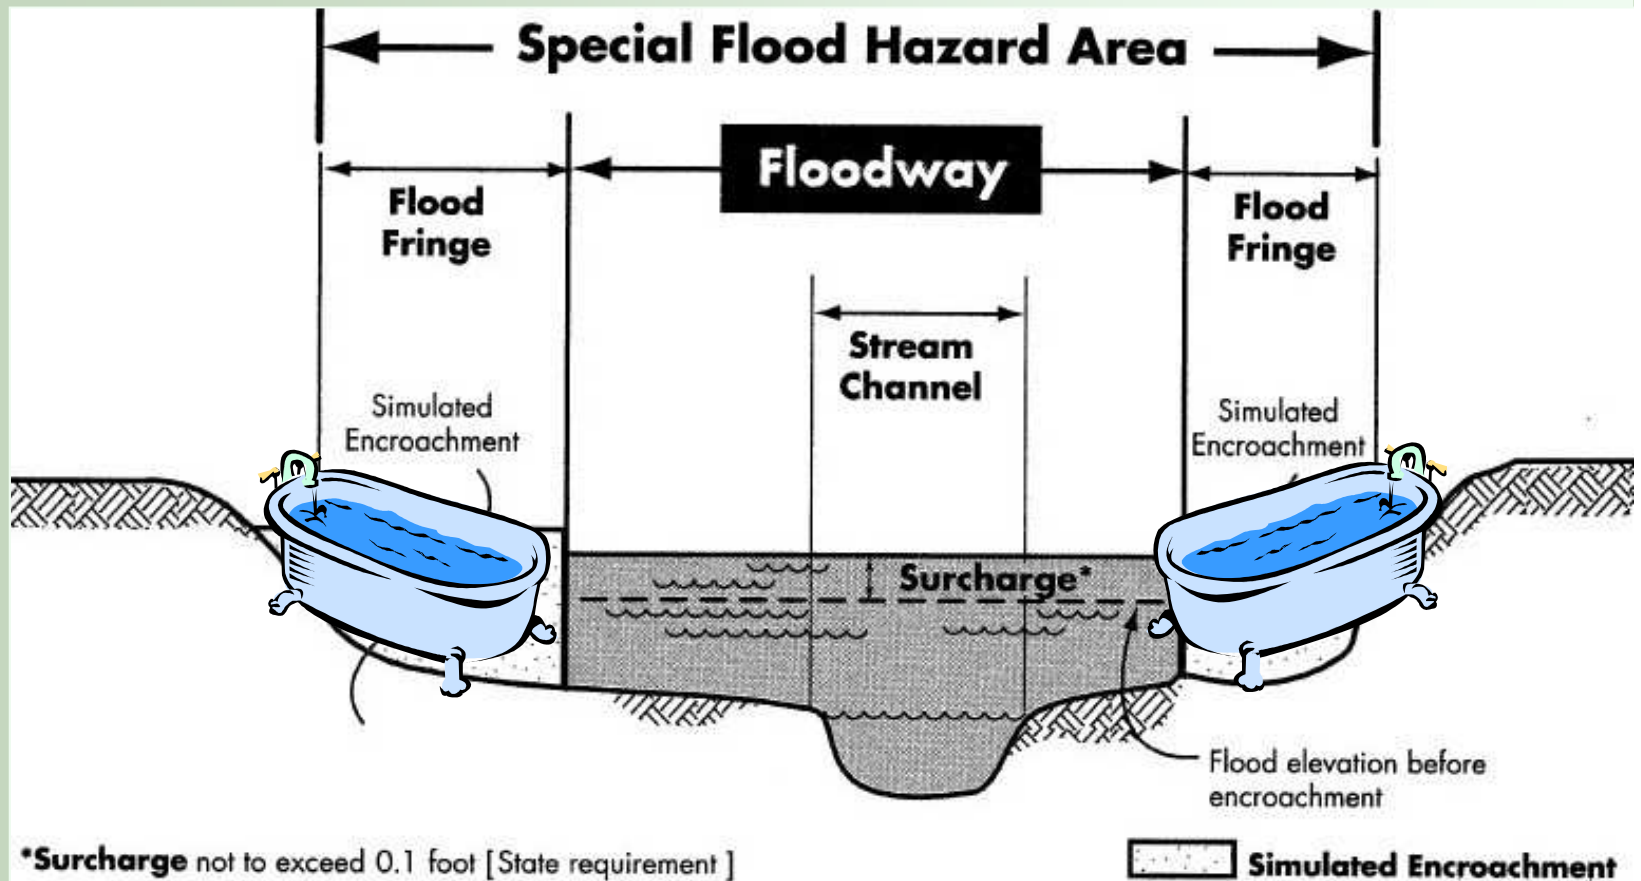 Special Flood Hazard Area
Floodway
Flood
Fringe
Flood
Fringe
Stream
Channel
Simulated
Encroachment
Simulated
Encroachment
Surcharge*
Flood elevation before
encroachment
*Surcharge not to exceed 0.1 foot [State requirement ]
Simulated Encroachment